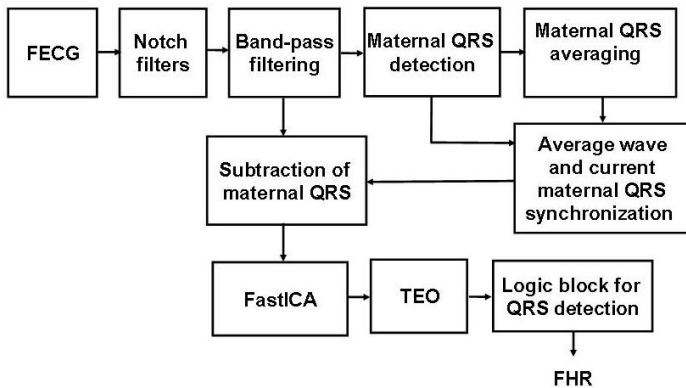 FECG
Notch
filters
Band-pass
filtering
Maternal QRS
detection
Maternal QRS
averaging
Subtraction of
maternal QRS
Average wave
and current
maternal QRS
synchronization
FastICA
TEO
Logic block for
QRS detection
FHR